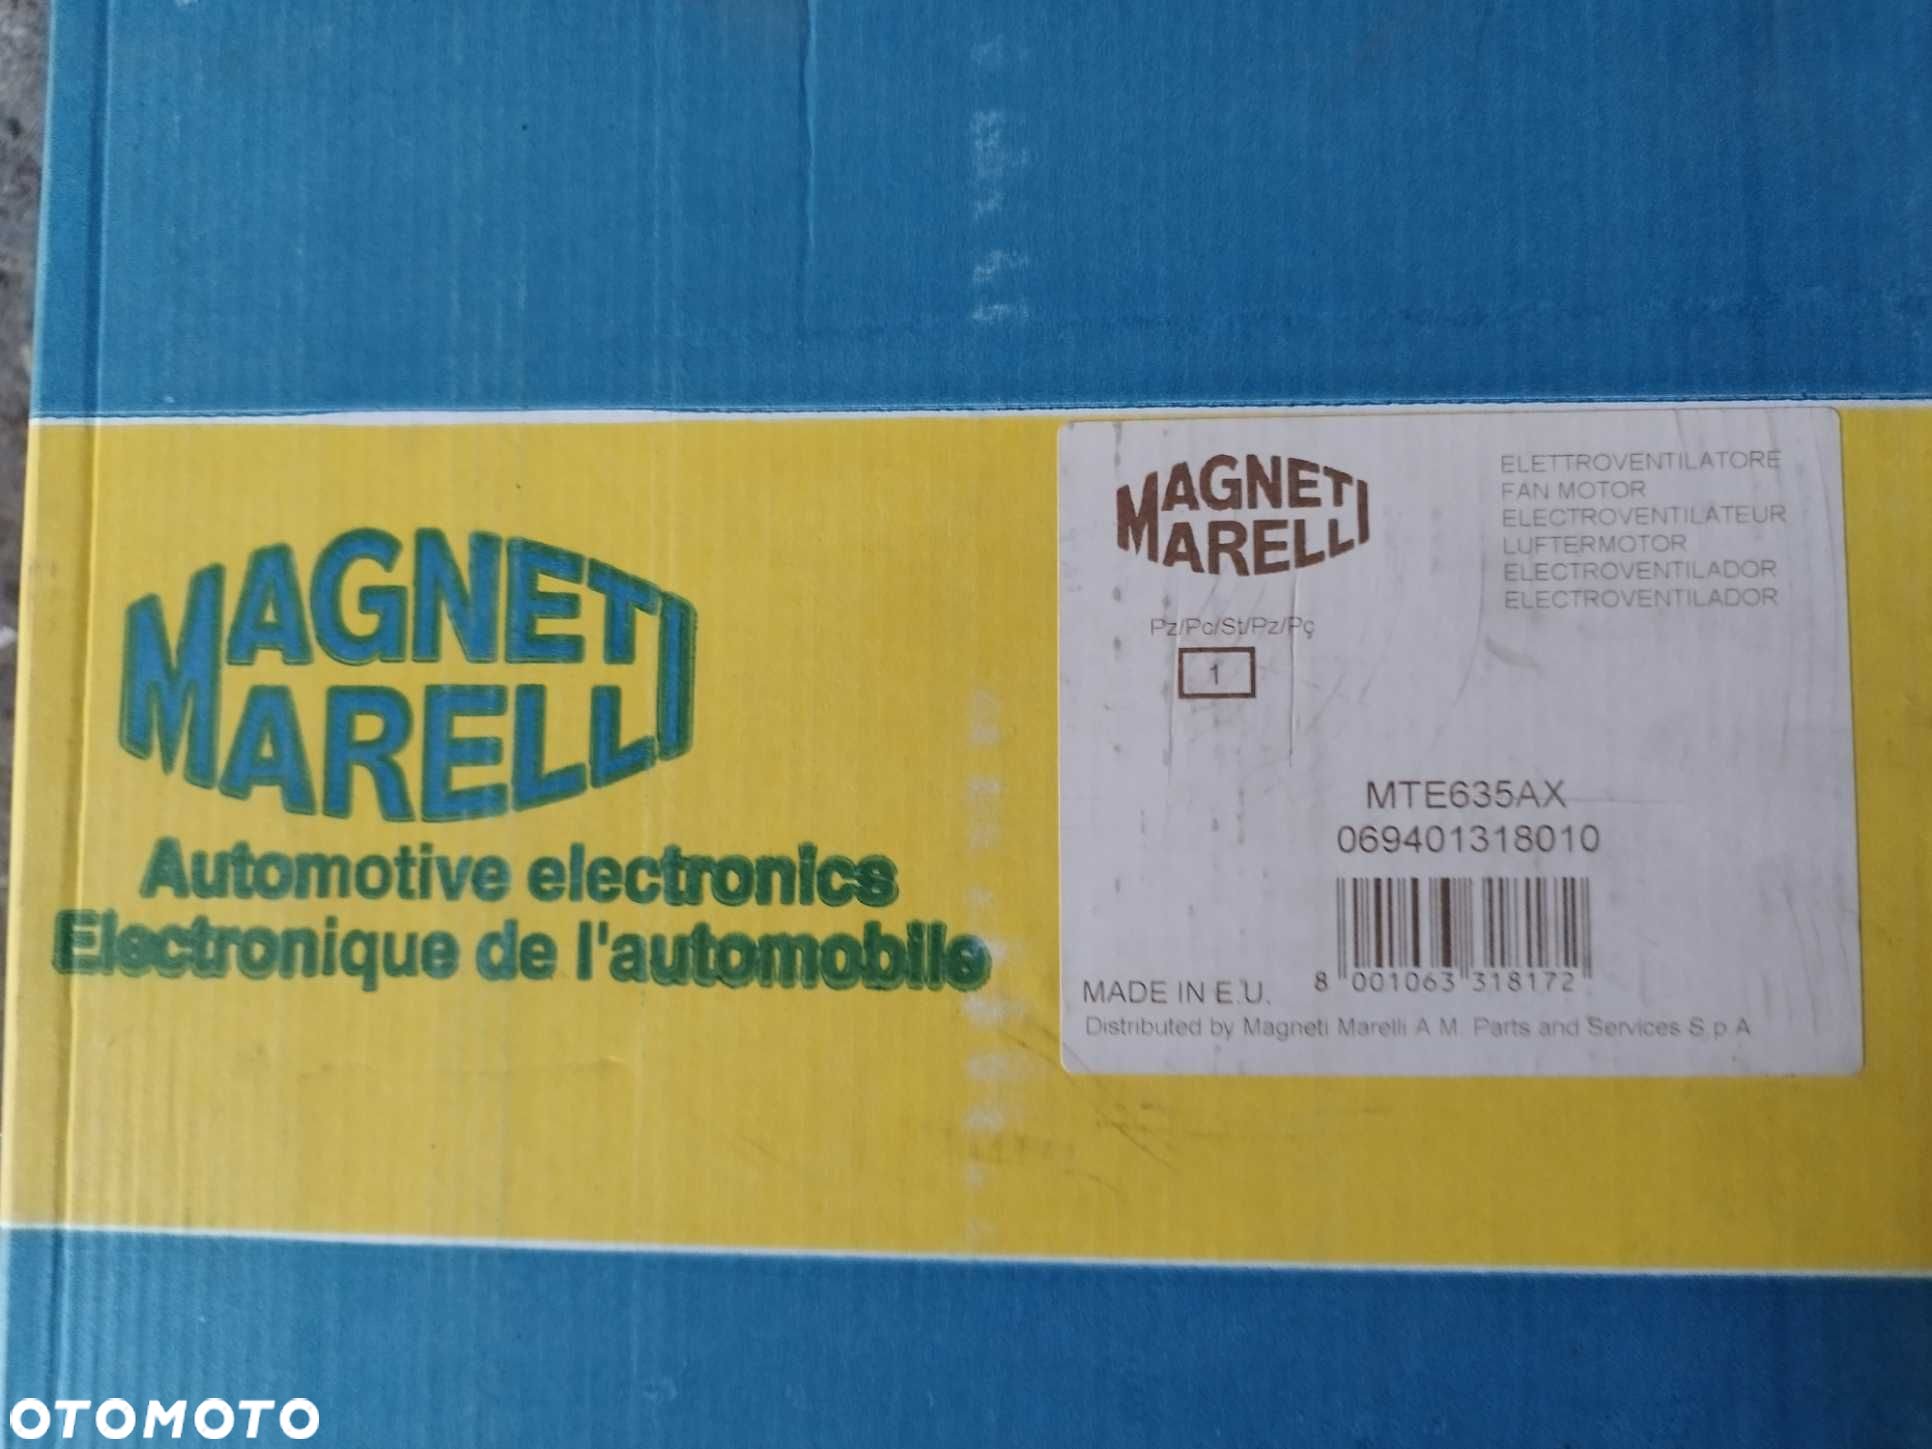 MAGNETI
MARELLI
Automotive electronics
Electronique de l'automobile
MAGNETI
MARELLI
ELETTROVENTILATORE
FAN MOTOR
ELECTROVENTILATEUR
LUFTERMOTOR
ELECTROVENTILADOR
ELECTROVENTILADOR
Pz/Pc/St/Pz/Pç
1
MTE635AX
069401318010
8 001063 318172
MADE IN E.U.
Distributed by Magneti Marelli A.M. Parts and Services S.p.A
OTOMOTO